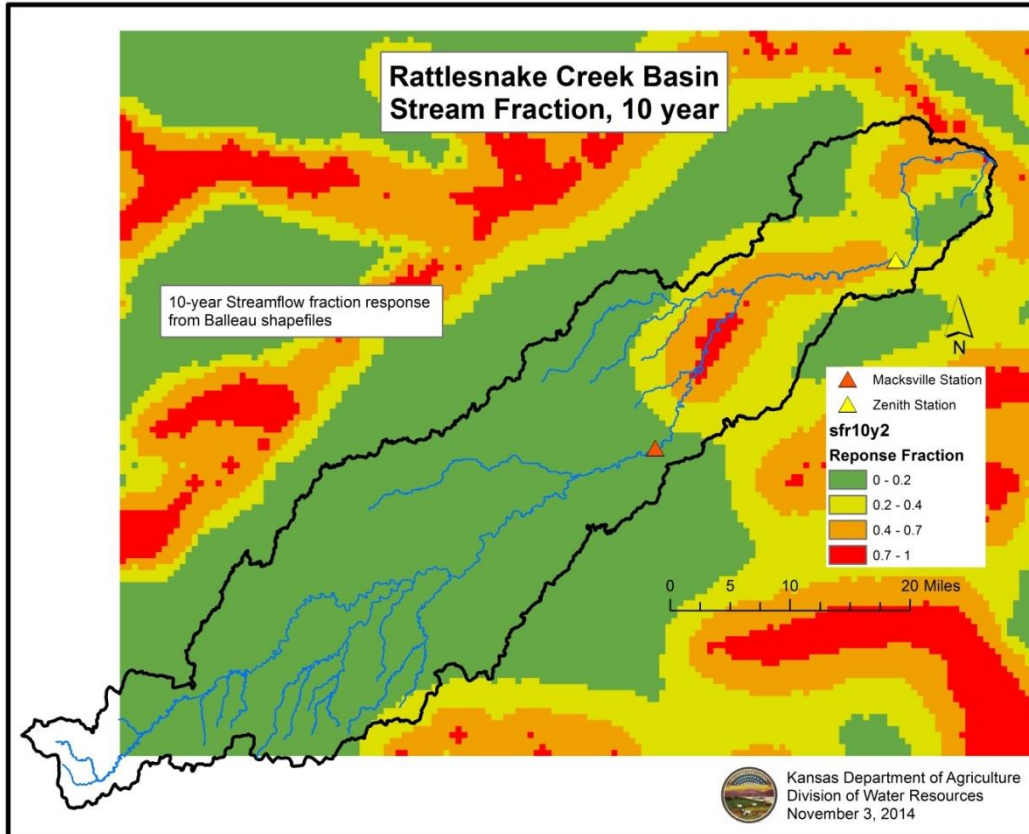 Rattlesnake Creek Basin
Stream Fraction, 10 year
10-year Streamflow fraction response
from Balleau shapefiles
N
Macksville Station
Zenith Station
sfr10y2
Reponse Fraction
0 - 0.2
0.2 - 0.4
0.4 - 0.7
0.7 - 1
0 5 10 20 Miles
Kansas Department of Agriculture
Division of Water Resources
November 3, 2014